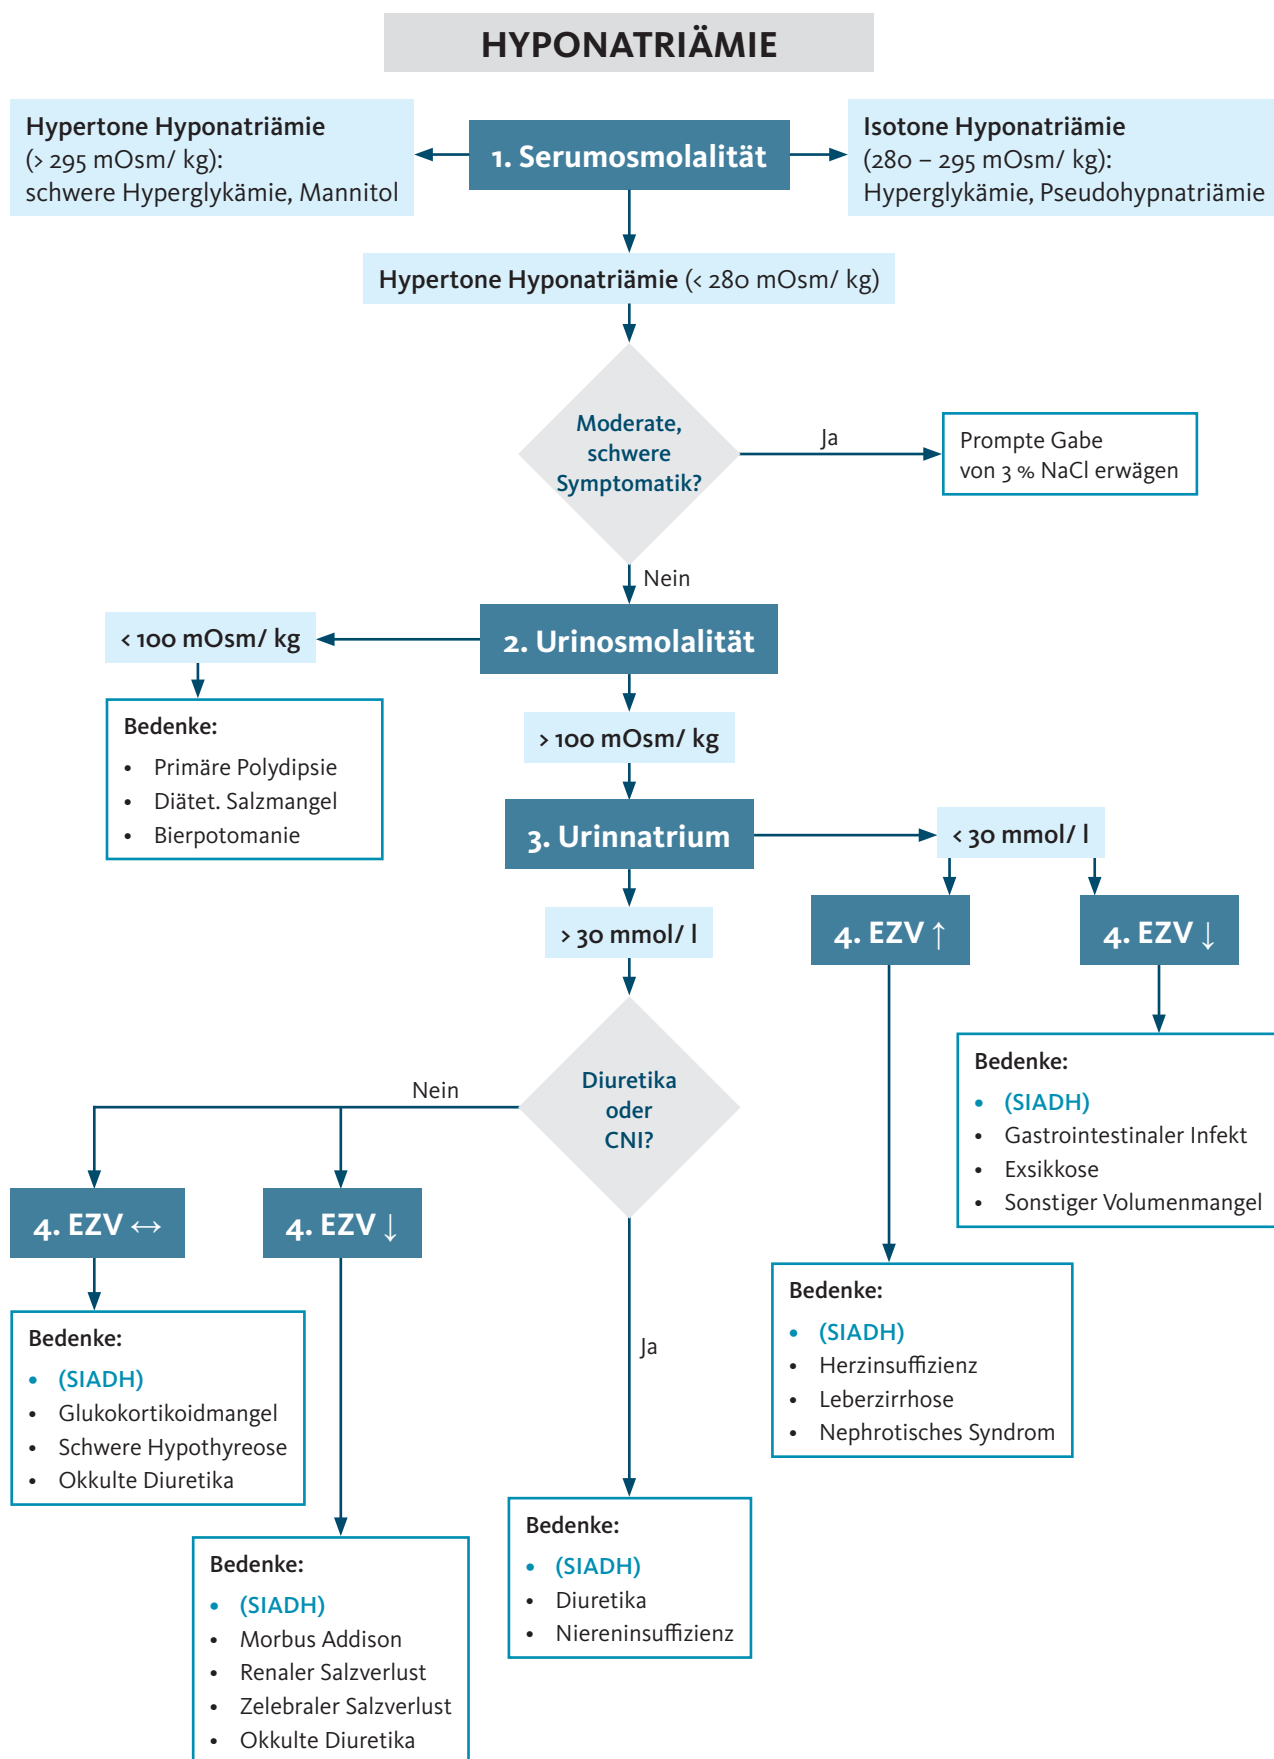 HYPONATRIÄMIE
Hypertone Hyponatriämie
(> 295 mOsm/ kg):
schwere Hyperglykämie, Mannitol
1. Serumosmolalität
Isotone Hyponatriämie
(280 – 295 mOsm/ kg):
Hyperglykämie, Pseudohypnatriämie
Hypertone Hyponatriämie (< 280 mOsm/ kg)
Moderate,
schwere
Symptomatik?
Ja
Prompte Gabe
von 3 % NaCl erwägen
Nein
2. Urinosmolalität
< 100 mOsm/ kg
Bedenke:
• Primäre Polydipsie
• Diätet. Salzmangel
• Bierpotomanie
> 100 mOsm/ kg
3. Urinnatrium
< 30 mmol/ l
> 30 mmol/ l
4. EZV ↑
4. EZV ↓
Bedenke:
• (SIADH)
• Gastrointestinaler Infekt
• Exsikkose
• Sonstiger Volumenmangel
Diuretika
oder
CNI?
Nein
4. EZV ↔
4. EZV ↓
Bedenke:
• (SIADH)
• Herzinsuffizienz
• Leberzirrhose
• Nephrotisches Syndrom
Ja
Bedenke:
• (SIADH)
• Glukokortikoidmangel
• Schwere Hypothyreose
• Okkulte Diuretika
Bedenke:
• (SIADH)
• Diuretika
• Niereninsuffizienz
Bedenke:
• (SIADH)
• Morbus Addison
• Renaler Salzverlust
• Zelebraler Salzverlust
• Okkulte Diuretika